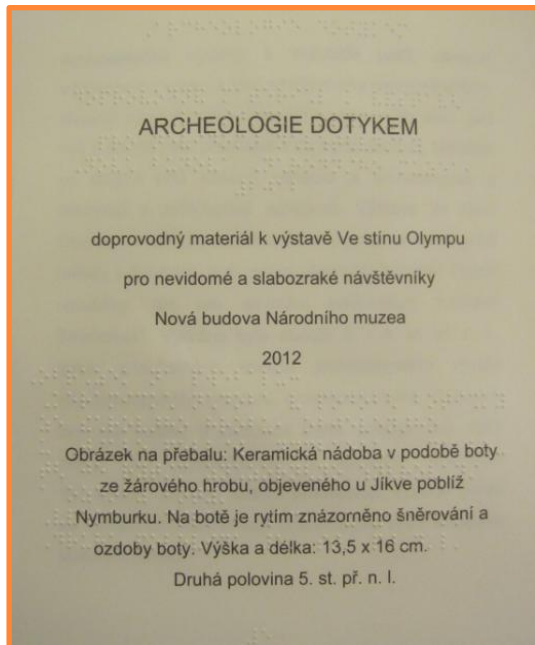 ARCHEOLOGIE DOTYKEM
doprovodný materiál k výstavě Ve stínu Olympu
pro nevidomé a slabozraké návštěvníky
Nová budova Národního muzea
2012
Obrázek na přebalu: Keramická nádoba v podobě boty
ze žárového hrobu, objeveného u Jíkve poblíž
Nymburku. Na botě je rytím znázorněno šněrování a
ozdoby boty. Výška a délka: 13,5 x 16 cm.
Druhá polovina 5. st. př. n. l.